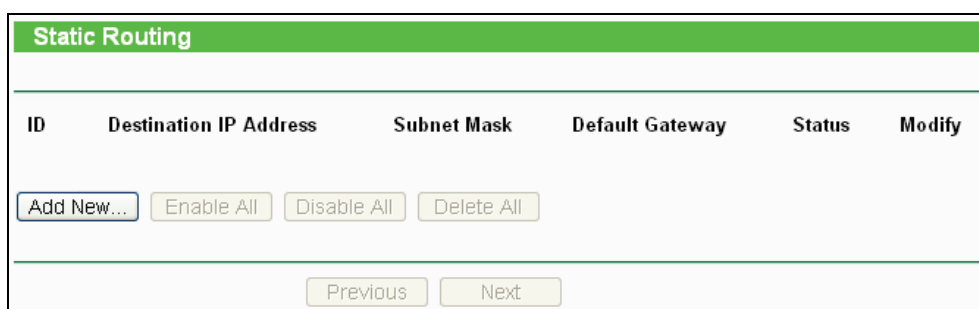 Static Routing
ID Destination IP Address Subnet Mask Default Gateway Status Modify
Add New... Enable All Disable All Delete All
Previous Next